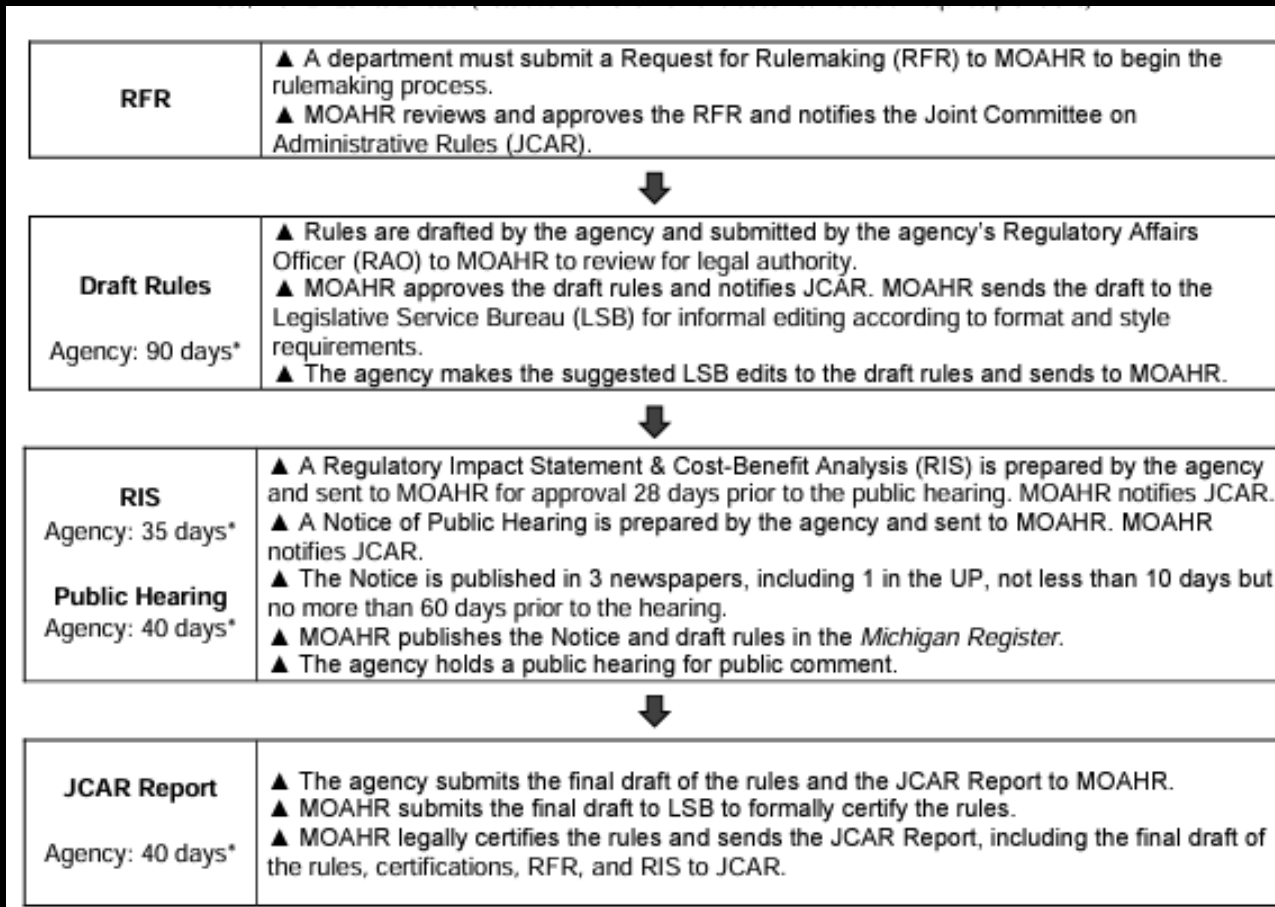 RFR
▲ A department must submit a Request for Rulemaking (RFR) to MOAHR to begin the
rulemaking process.
▲ MOAHR reviews and approves the RFR and notifies the Joint Committee on
Administrative Rules (JCAR).
Draft Rules
Agency: 90 days*
▲ Rules are drafted by the agency and submitted by the agency's Regulatory Affairs
Officer (RAO) to MOAHR to review for legal authority.
▲ MOAHR approves the draft rules and notifies JCAR. MOAHR sends the draft to the
Legislative Service Bureau (LSB) for informal editing according to format and style
requirements.
▲ The agency makes the suggested LSB edits to the draft rules and sends to MOAHR.
RIS
Agency: 35 days*
Public Hearing
Agency: 40 days*
▲ A Regulatory Impact Statement & Cost-Benefit Analysis (RIS) is prepared by the agency
and sent to MOAHR for approval 28 days prior to the public hearing. MOAHR notifies JCAR.
▲ A Notice of Public Hearing is prepared by the agency and sent to MOAHR. MOAHR
notifies JCAR.
▲ The Notice is published in 3 newspapers, including 1 in the UP, not less than 10 days but
no more than 60 days prior to the hearing.
▲ MOAHR publishes the Notice and draft rules in the Michigan Register.
▲ The agency holds a public hearing for public comment.
JCAR Report
Agency: 40 days*
▲ The agency submits the final draft of the rules and the JCAR Report to MOAHR.
▲ MOAHR submits the final draft to LSB to formally certify the rules.
▲ MOAHR legally certifies the rules and sends the JCAR Report, including the final draft of
the rules, certifications, RFR, and RIS to JCAR.